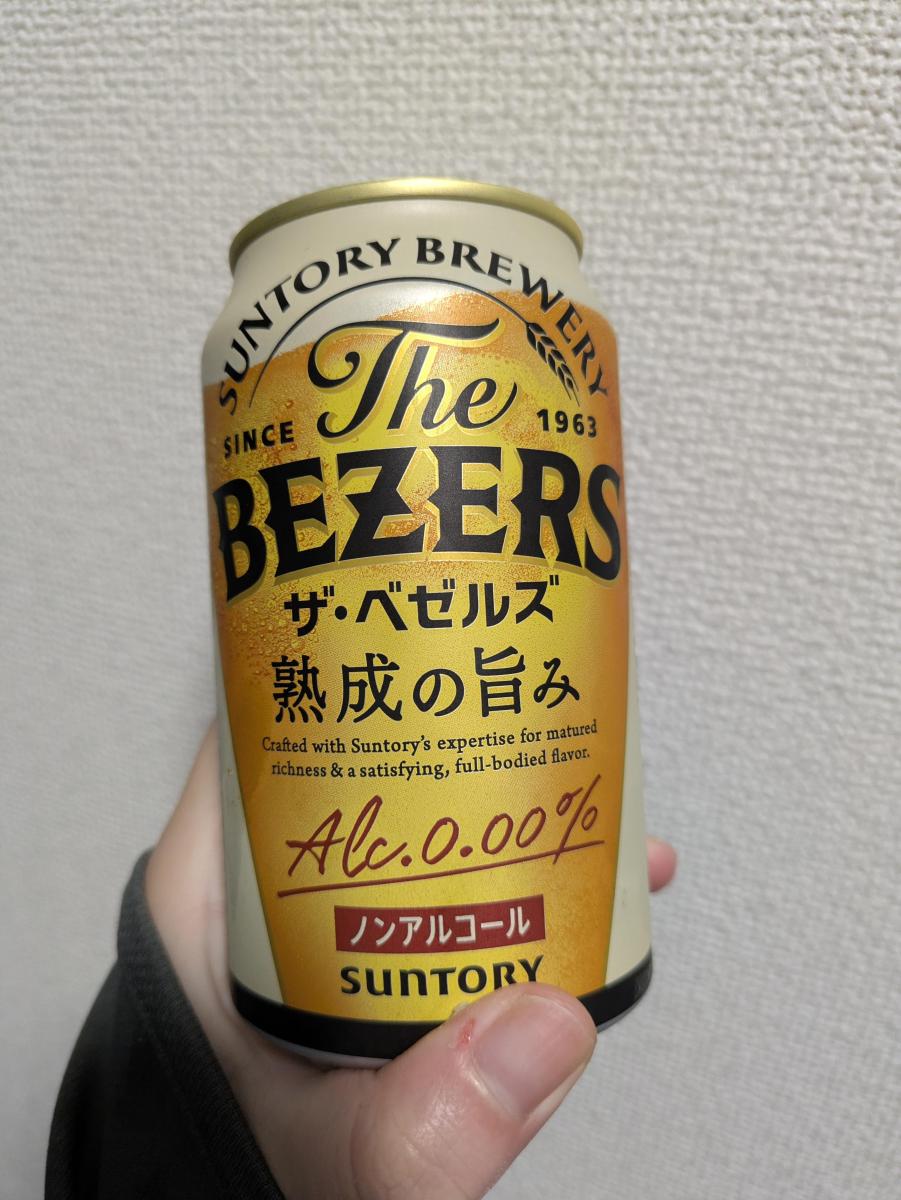 SUNTORY BREWERY
The
SINCE 1963
BEZERS
ザ・ベゼルズ
熟成の旨み
Crafted with Suntory's expertise for matured
richness & a satisfying, full-bodied flavor.
Alc.0.00%
ノンアルコール
SUNTORY